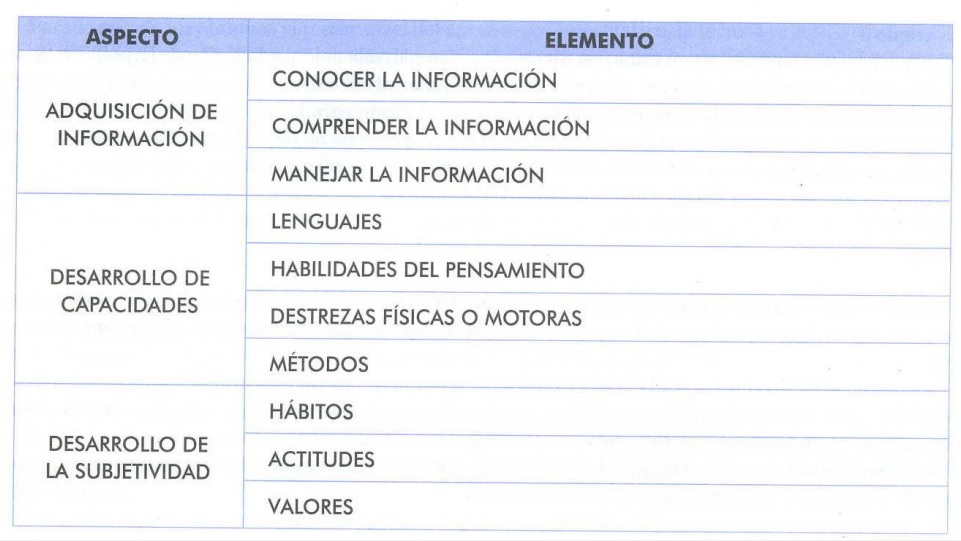 ASPECTO
ELEMENTO
ADQUISICIÓN DE
INFORMACIÓN
CONOCER LA INFORMACIÓN
COMPRENDER LA INFORMACIÓN
MANEJAR LA INFORMACIÓN
DESARROLLO DE
CAPACIDADES
LENGUAJES
HABILIDADES DEL PENSAMIENTO
DESTREZAS FÍSICAS O MOTORAS
MÉTODOS
DESARROLLO DE
LA SUBJETIVIDAD
HÁBITOS
ACTITUDES
VALORES